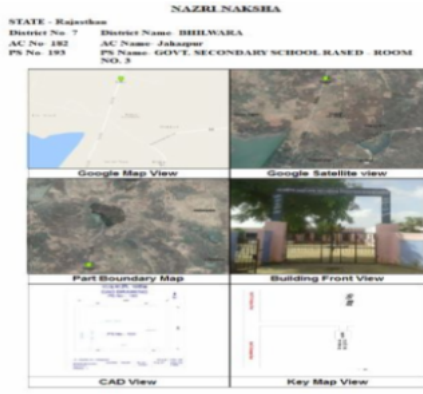 NAZRI NAKSHA
STATE - Rajasthan
District No 7 District Name- BHILWARA
AC No- 182 AC Name- Jahazpur
PS No- 193 PS Name- GOVT. SECONDARY SCHOOL RASED - ROOM
NO. 3
Google Map View Google Satellite view
Part Boundary Map Building Front View
CAD View Key Map View